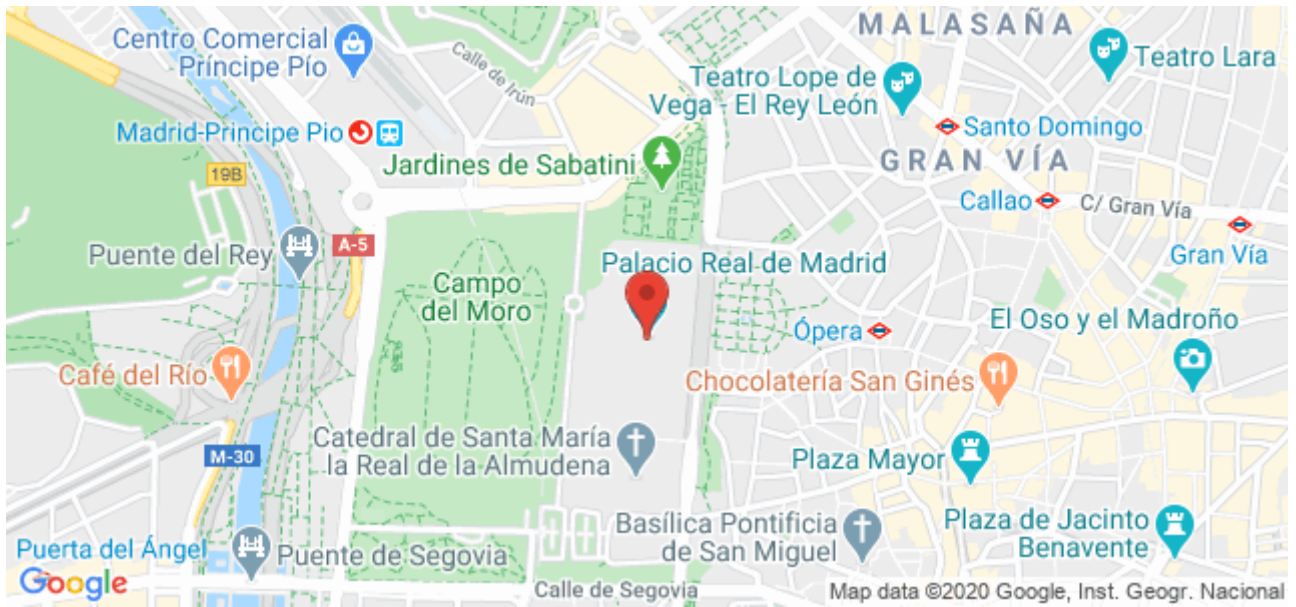 MALASAÑA
Centro Comercial
Príncipe Pío
Calle de Irún
Teatro Lope de
Vega - El Rey León
Teatro Lara
Madrid-Principe Pio
Santo Domingo
Jardines de Sabatini
GRAN VÍA
19B
Callao
C/ Gran Vía
Puente del Rey
A-5
Palacio Real de Madrid
Gran Vía
Campo
del Moro
Ópera
El Oso y el Madroño
Café del Río
Chocolatería San Ginés
Catedral de Santa María
la Real de la Almudena
M-30
Plaza Mayor
Basílica Pontificia
de San Miguel
Plaza de Jacinto
Benavente
Puerta del Ángel
Puente de Segovia
Google
Calle de Segovia
Map data ©2020 Google, Inst. Geogr. Nacional